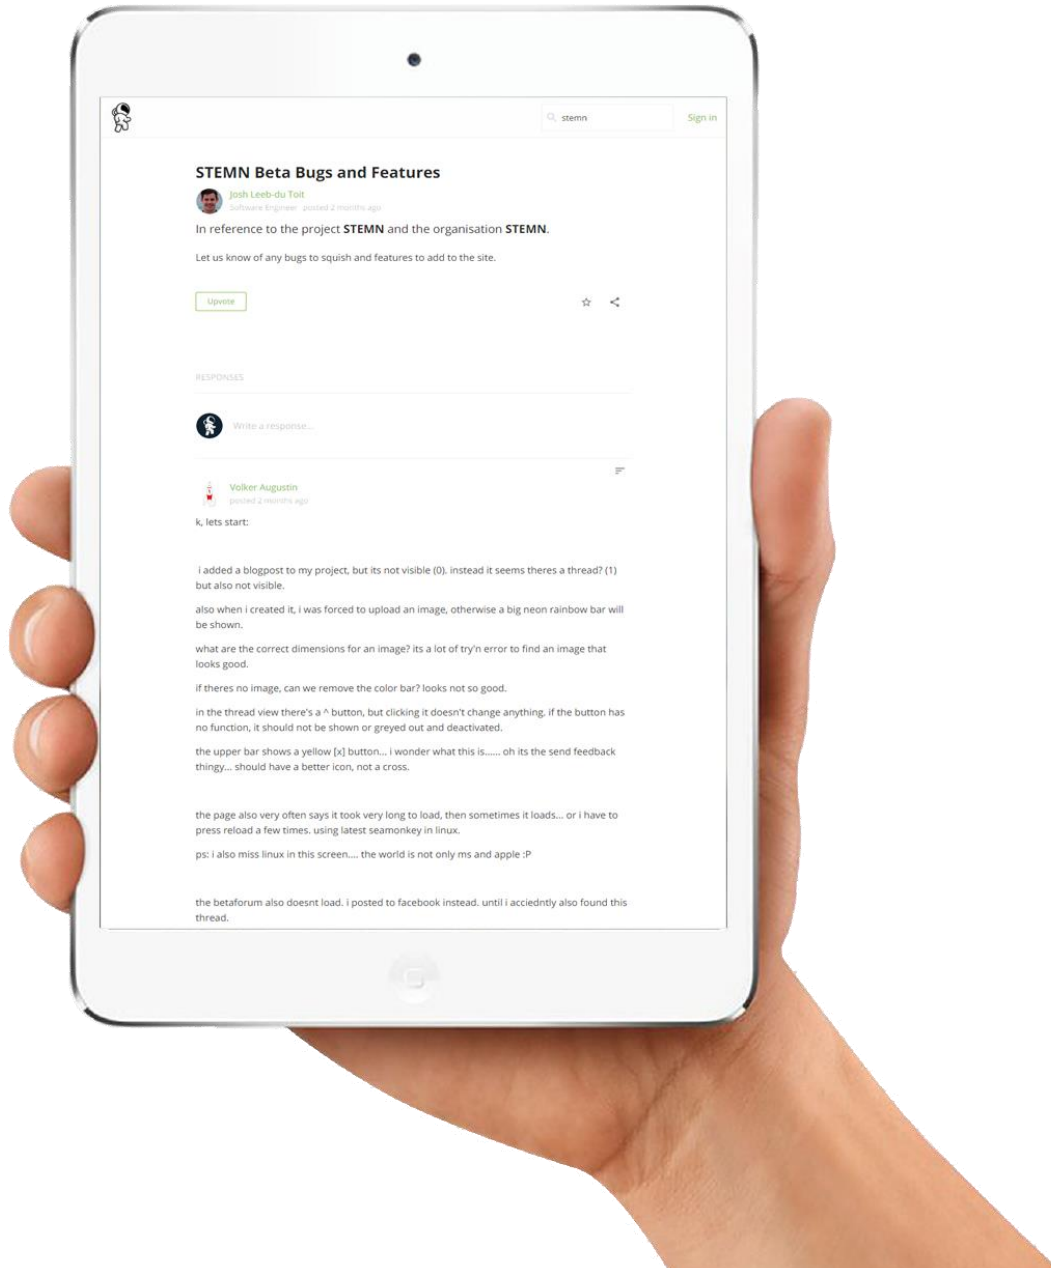 stemn
Sign in
STEMN Beta Bugs and Features
Josh Leeb-du Toit
Software Engineer posted 2 months ago
In reference to the project STEMN and the organisation STEMN.
Let us know of any bugs to squish and features to add to the site.
Upvote
RESPONSES
Write a response...
Volker Augustin
posted 2 months ago
k, lets start:
i added a blogpost to my project, but its not visible (0). instead it seems theres a thread? (1)
but also not visible.
also when i created it, i was forced to upload an image, otherwise a big neon rainbow bar will
be shown.
what are the correct dimensions for an image? its a lot of try'n error to find an image that
looks good.
if theres no image, can we remove the color bar? looks not so good.
in the thread view there's a ^ button, but clicking it doesn't change anything. if the button has
no function, it should not be shown or greyed out and deactivated.
the upper bar shows a yellow [x] button... i wonder what this is...... oh its the send feedback
thingy... should have a better icon, not a cross.
the page also very often says it took very long to load, then sometimes it loads... or i have to
press reload a few times. using latest seamonkey in linux.
ps: i also miss linux in this screen.... the world is not only ms and apple :P
the betaforum also doesnt load. i posted to facebook instead. until i acciedntly also found this
thread.